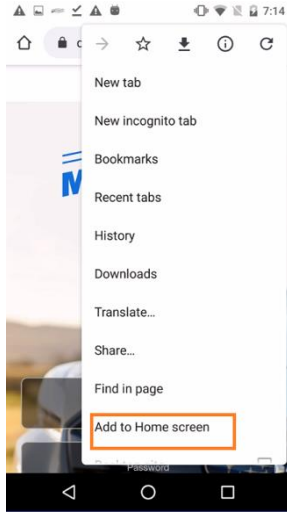 7:14
New tab
New incognito tab
Bookmarks
Recent tabs
History
Downloads
Translate...
Share...
Find in page
Add to Home screen
Password